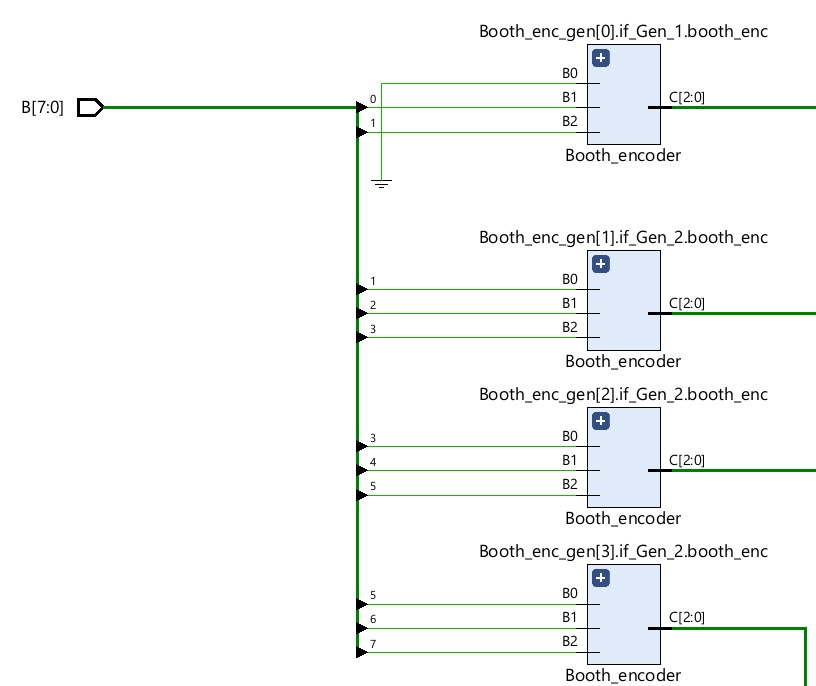 Booth_enc_gen[0].if_Gen_1.booth_enc
B0
B[7:0] 0 B1 C[2:0]
1 B2
Booth_encoder
Booth_enc_gen[1].if_Gen_2.booth_enc
1 B0
2 B1 C[2:0]
3 B2
Booth_encoder
Booth_enc_gen[2].if_Gen_2.booth_enc
3 B0
4 B1 C[2:0]
5 B2
Booth_encoder
Booth_enc_gen[3].if_Gen_2.booth_enc
5 B0
6 B1 C[2:0]
7 B2
Booth_encoder